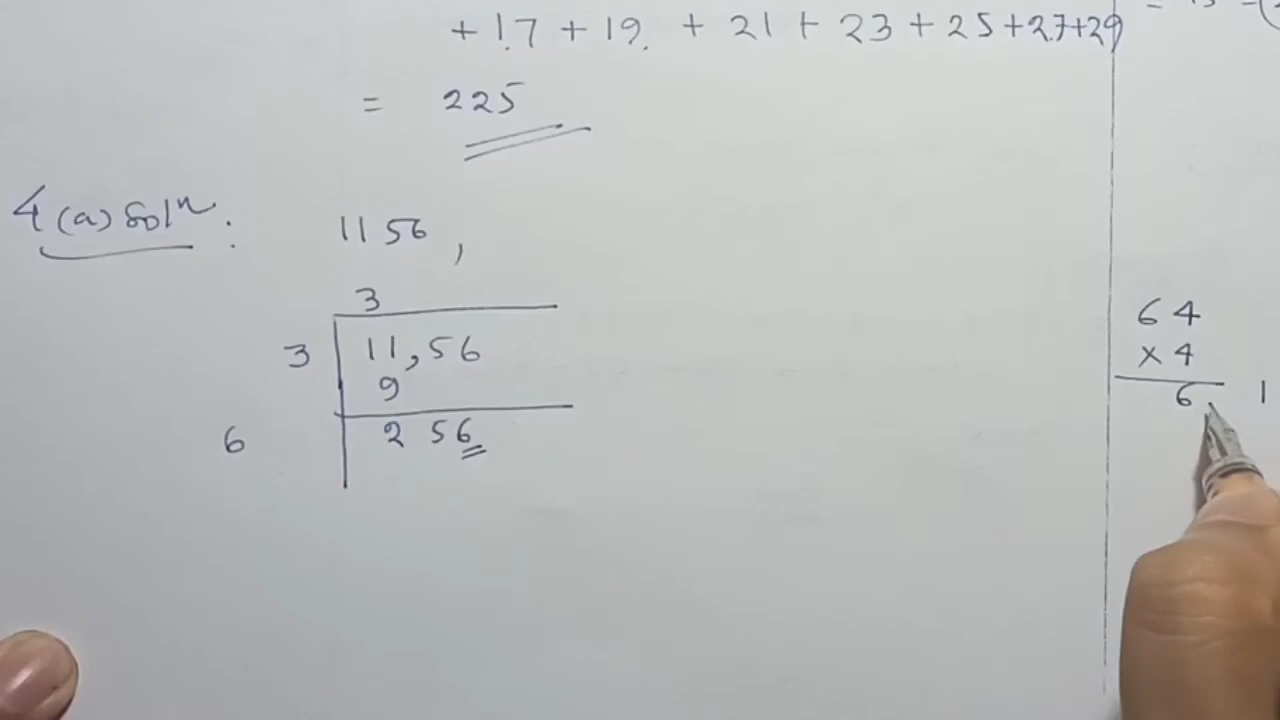 + 17 + 19 + 21 + 23 + 25 + 27 + 29
= 225
4 (a) Solⁿ : 1156 ,
3
3 11,56
9
6 2 56
64
×4
6 1